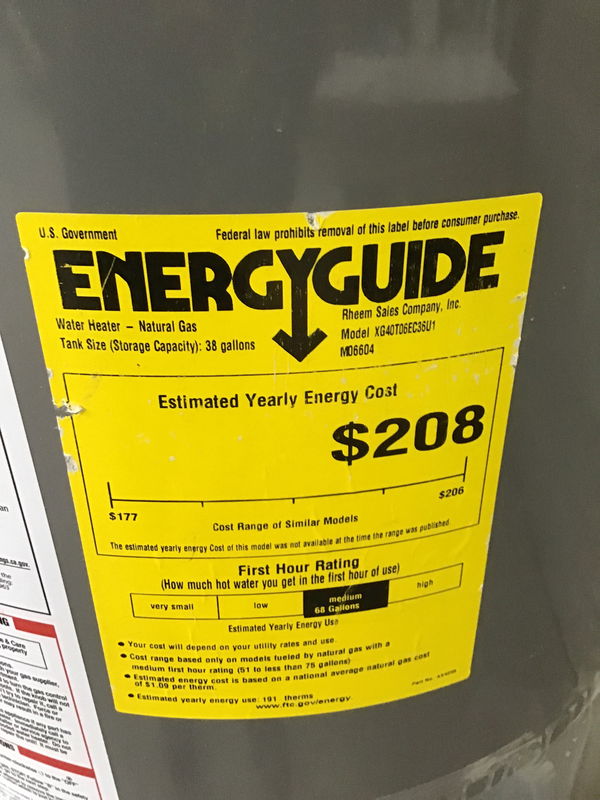 U.S. Government
Federal law prohibits removal of this label before consumer purchase.
ENERGYGUIDE
Water Heater – Natural Gas
Tank Size (Storage Capacity): 38 gallons
Rheem Sales Company, Inc.
Model XG40T06EC36U1
M06604
Estimated Yearly Energy Cost
$208
$177
$206
Cost Range of Similar Models
The estimated yearly energy Cost of this model was not available at the time the range was published.
First Hour Rating
(How much hot water you get in the first hour of use)
very small
low
medium
68 Gallons
high
Estimated Yearly Energy Use
• Your cost will depend on your utility rates and use.
• Cost range based only on models fueled by natural gas with a
medium first hour rating (51 to less than 75 gallons)
• Estimated energy cost is based on a national average natural gas cost
of $1.09 per therm.
• Estimated yearly energy use: 191 therms
www.ftc.gov/energy
Part No.
your gas supplier,